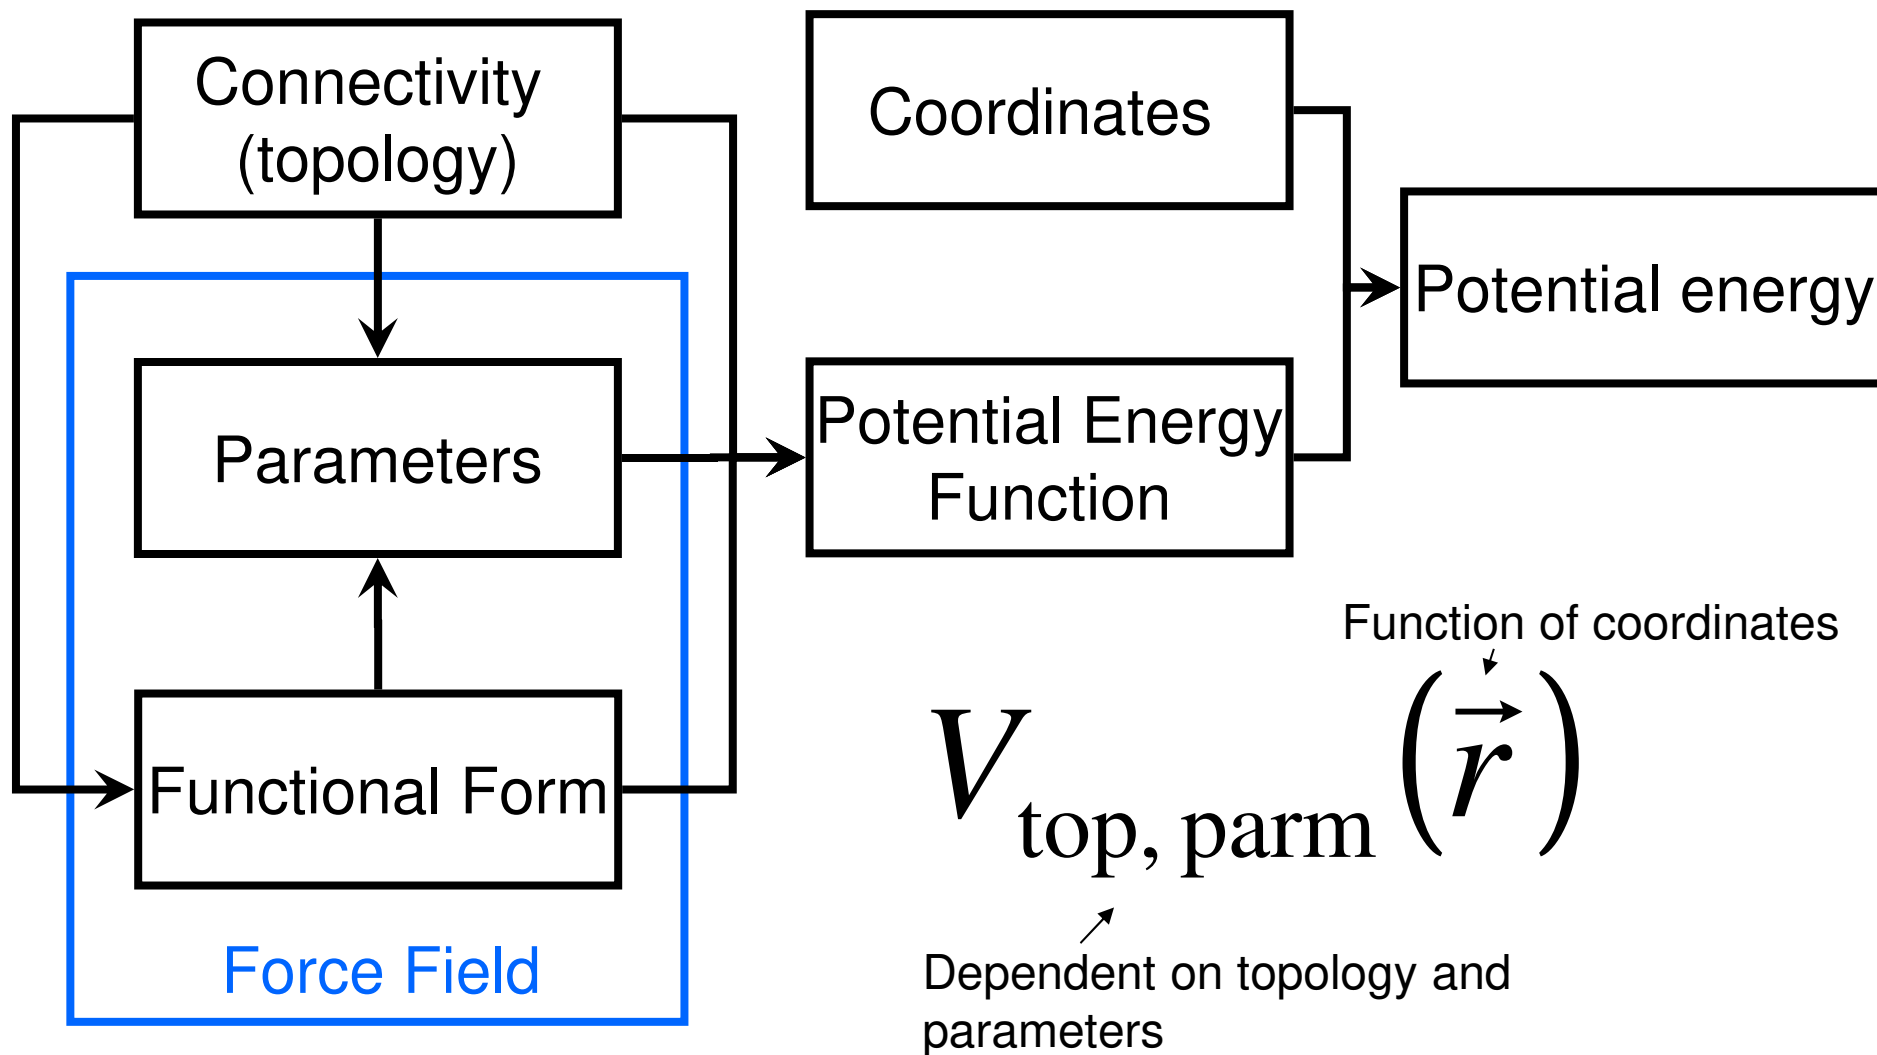 Connectivity
(topology)
Coordinates
Potential energy
Parameters
Potential Energy
Function
Functional Form
Force Field
Function of coordinates
V top, parm (r⃗)
Dependent on topology and
parameters